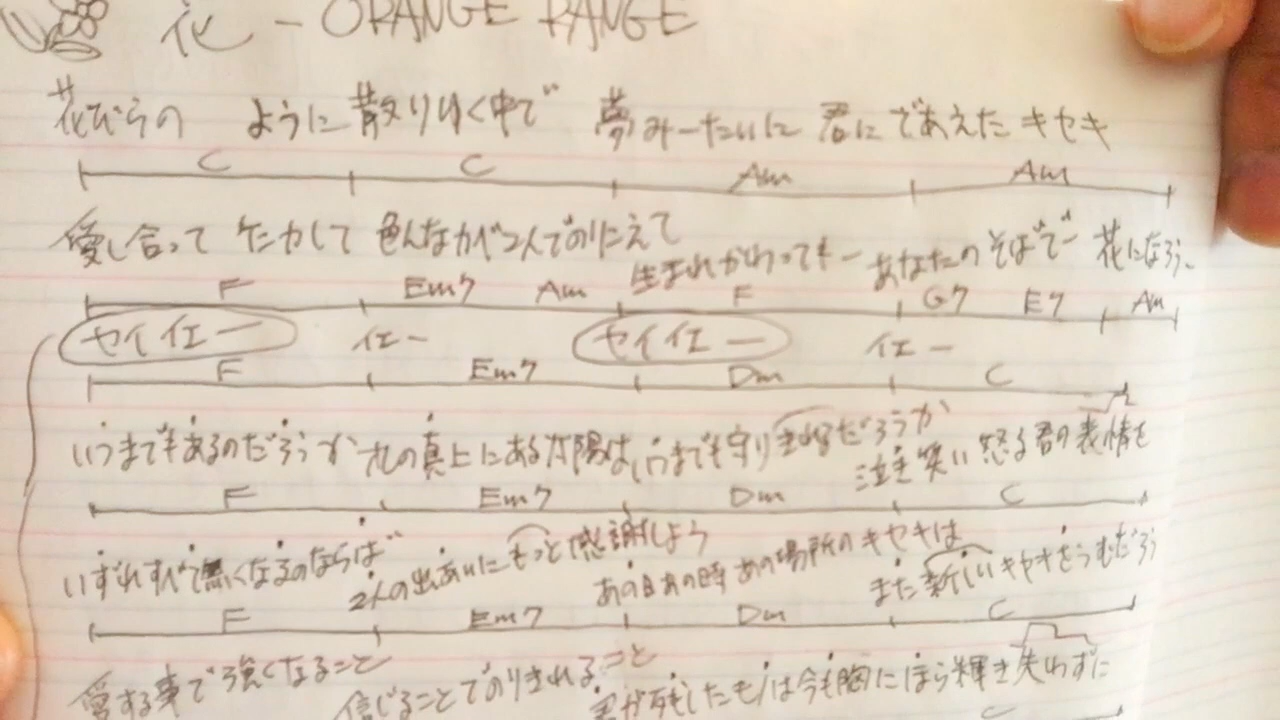 花 - ORANGE RANGE
花びらの ように散りゆく中で 夢みーたいに 君に であえた キセキ
C C Am Am
愛し合って ケンカして 色んなカベ2人でのりこえて 生まれかわってもー あなたの そばでー 花になろう
F Em7 Am F G7 E7 Am
セイイエー イエー セイイエー イエー
F Em7 Dm C
いつまでもあるのだろうか 真上にある太陽はいつまでも守りきれるだろうか 泣き笑い怒る君の表情を
F Em7 Dm C
いずれすべて無くなるのならば 2人の出あいにもっと感謝しよう あの日あの時あの場所のキセキは また新しいキセキをうむだろう
F Em7 Dm C
愛する事で強くなること 信じることでのりきれること 君が残したモノは今も胸にほら輝き失わずに
C